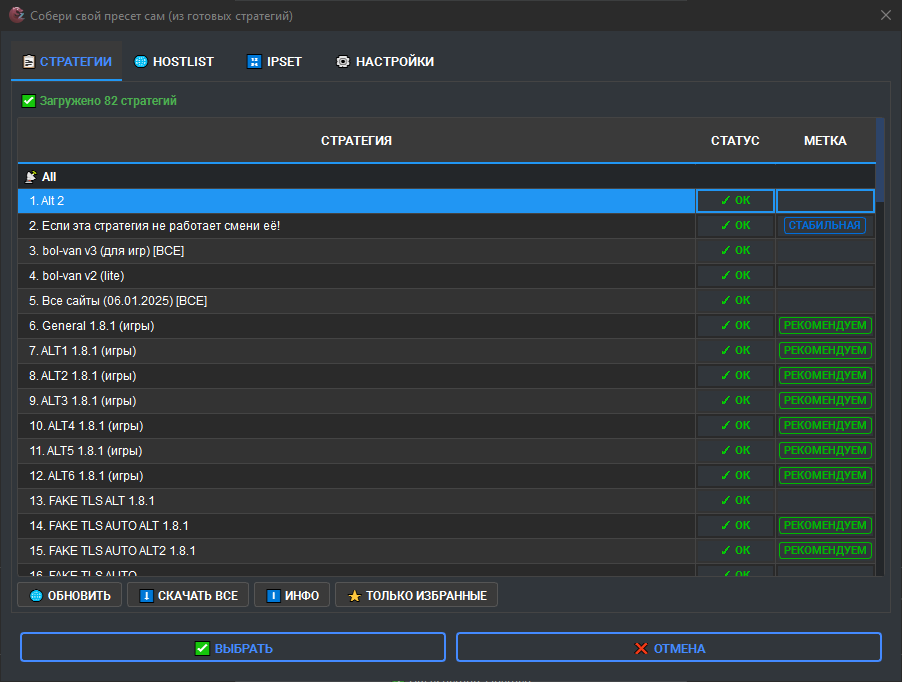 Собери свой пресет сам (из готовых стратегий)
СТРАТЕГИИ HOSTLIST IPSET НАСТРОЙКИ
Загружено 82 стратегий
СТРАТЕГИЯ СТАТУС МЕТКА
All
1. Alt 2 ✓ OK
2. Если эта стратегия не работает смени её! ✓ OK СТАБИЛЬНАЯ
3. bol-van v3 (для игр) [ВСЕ] ✓ OK
4. bol-van v2 (lite) ✓ OK
5. Все сайты (06.01.2025) [ВСЕ] ✓ OK
6. General 1.8.1 (игры) ✓ OK РЕКОМЕНДУЕМ
7. ALT1 1.8.1 (игры) ✓ OK РЕКОМЕНДУЕМ
8. ALT2 1.8.1 (игры) ✓ OK РЕКОМЕНДУЕМ
9. ALT3 1.8.1 (игры) ✓ OK РЕКОМЕНДУЕМ
10. ALT4 1.8.1 (игры) ✓ OK РЕКОМЕНДУЕМ
11. ALT5 1.8.1 (игры) ✓ OK РЕКОМЕНДУЕМ
12. ALT6 1.8.1 (игры) ✓ OK РЕКОМЕНДУЕМ
13. FAKE TLS ALT 1.8.1 ✓ OK
14. FAKE TLS AUTO ALT 1.8.1 ✓ OK РЕКОМЕНДУЕМ
15. FAKE TLS AUTO ALT2 1.8.1 ✓ OK РЕКОМЕНДУЕМ
16. FAKE TLS AUTO ✓ OK
ОБНОВИТЬ СКАЧАТЬ ВСЕ ИНФО ТОЛЬКО ИЗБРАННЫЕ
ВЫБРАТЬ ОТМЕНА